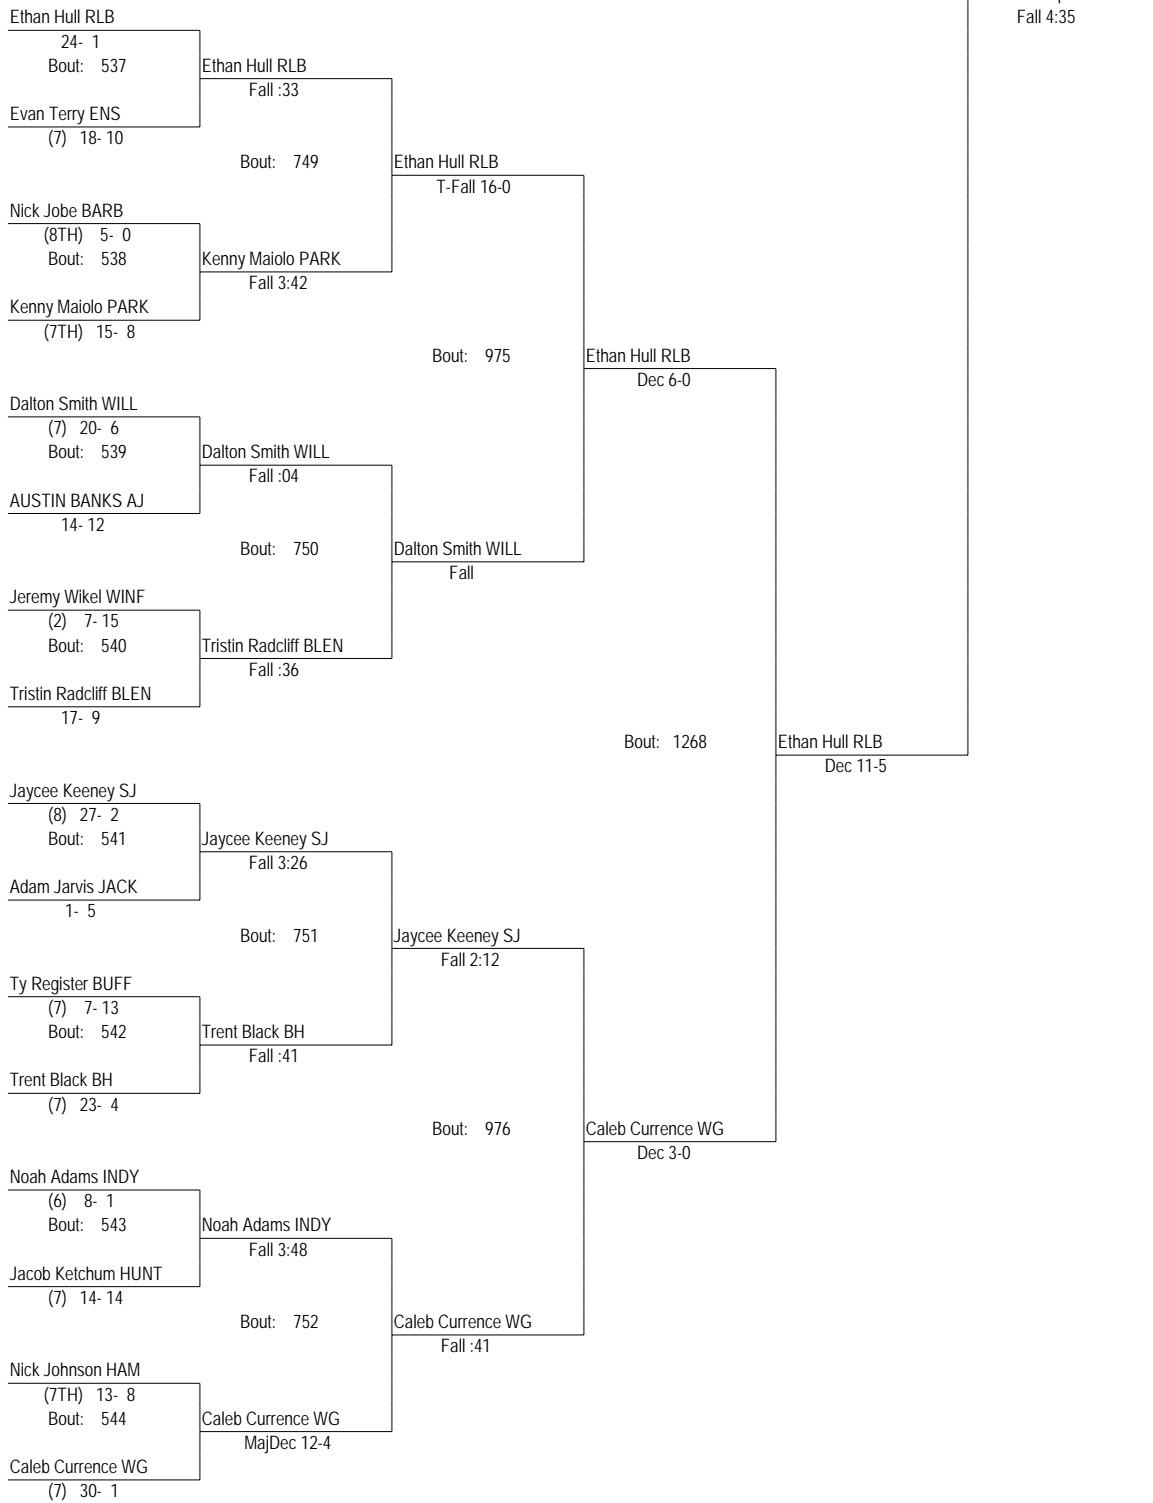 Fall 4:35
Ethan Hull RLB
24- 1
Bout: 537
Ethan Hull RLB
Fall :33
Evan Terry ENS
(7) 18- 10
Bout: 749
Ethan Hull RLB
T-Fall 16-0
Nick Jobe BARB
(8TH) 5- 0
Bout: 538
Kenny Maiolo PARK
Fall 3:42
Kenny Maiolo PARK
(7TH) 15- 8
Bout: 975
Ethan Hull RLB
Dec 6-0
Dalton Smith WILL
(7) 20- 6
Bout: 539
Dalton Smith WILL
Fall :04
AUSTIN BANKS AJ
14- 12
Bout: 750
Dalton Smith WILL
Fall
Jeremy Wikel WINF
(2) 7- 15
Bout: 540
Tristin Radcliff BLEN
Fall :36
Tristin Radcliff BLEN
17- 9
Bout: 1268
Ethan Hull RLB
Dec 11-5
Jaycee Keeney SJ
(8) 27- 2
Bout: 541
Jaycee Keeney SJ
Fall 3:26
Adam Jarvis JACK
1- 5
Bout: 751
Jaycee Keeney SJ
Fall 2:12
Ty Register BUFF
(7) 7- 13
Bout: 542
Trent Black BH
Fall :41
Trent Black BH
(7) 23- 4
Bout: 976
Caleb Currence WG
Dec 3-0
Noah Adams INDY
(6) 8- 1
Bout: 543
Noah Adams INDY
Fall 3:48
Jacob Ketchum HUNT
(7) 14- 14
Bout: 752
Caleb Currence WG
Fall :41
Nick Johnson HAM
(7TH) 13- 8
Bout: 544
Caleb Currence WG
MajDec 12-4
Caleb Currence WG
(7) 30- 1